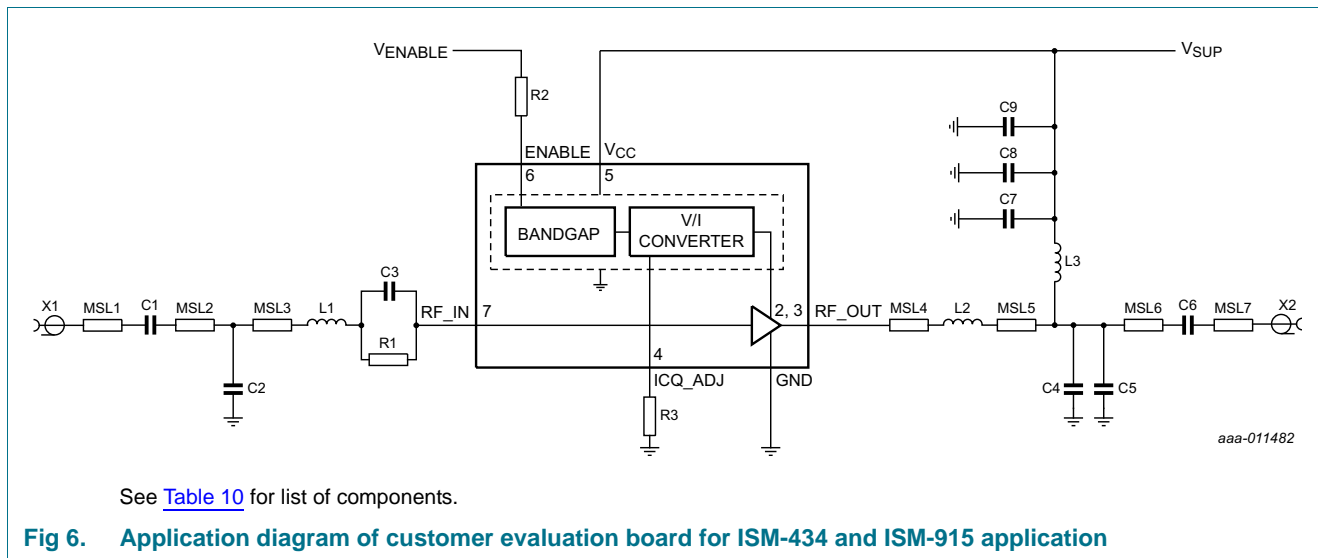 VENABLE
VSUP
R2
C9
C8
C7
L3
ENABLE VCC
6 5
BANDGAP
V/I
CONVERTER
X1 MSL1 C1 MSL2 MSL3 L1 C3 R1 RF_IN 7
2, 3 RF_OUT MSL4 L2 MSL5 MSL6 C6 MSL7 X2
C2
4
ICQ_ADJ GND
R3
C4 C5
aaa-011482
See Table 10 for list of components.
Fig 6. Application diagram of customer evaluation board for ISM-434 and ISM-915 application